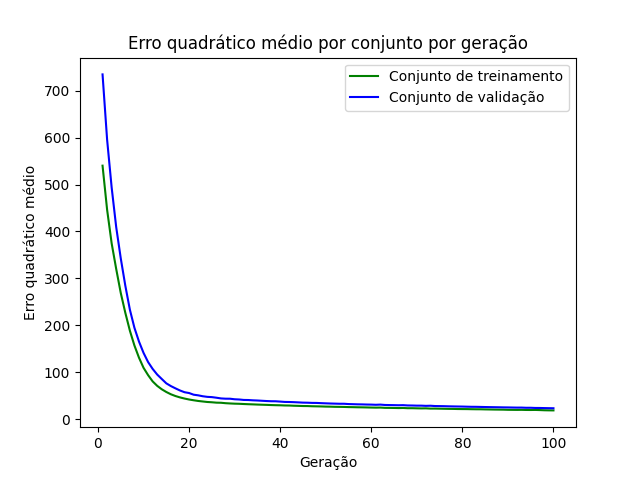 Erro quadrático médio por conjunto por geração
Conjunto de treinamento
Conjunto de validação
Erro quadrático médio
700
600
500
400
300
200
100
0
0 20 40 60 80 100
Geração